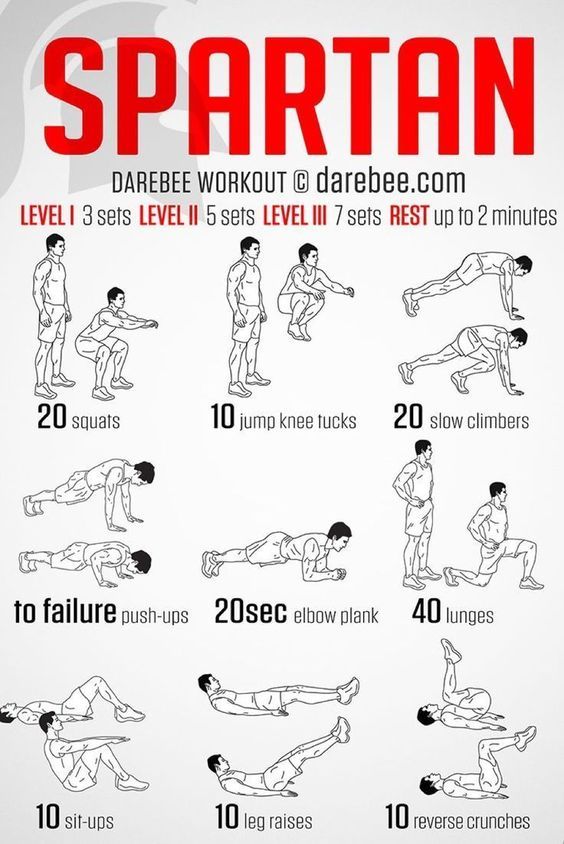 SPARTAN
DAREBEE WORKOUT © darebee.com
LEVEL I 3 sets LEVEL II 5 sets LEVEL III 7 sets REST up to 2 minutes
20 squats
10 jump knee tucks
20 slow climbers
to failure push-ups
20sec elbow plank
40 lunges
10 sit-ups
10 leg raises
10 reverse crunches